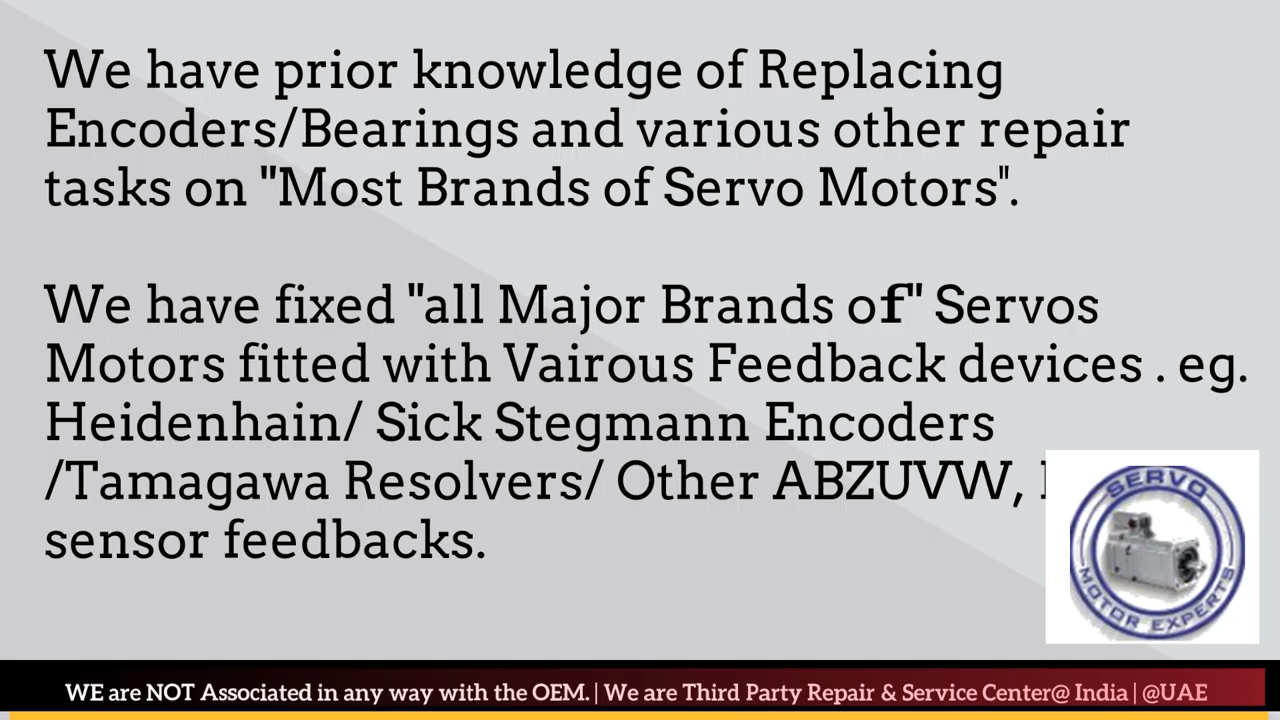 We have prior knowledge of Replacing
Encoders/Bearings and various other repair
tasks on "Most Brands of Servo Motors".
We have fixed "all Major Brands of" Servos
Motors fitted with Vairous Feedback devices . eg.
Heidenhain/ Sick Stegmann Encoders
/Tamagawa Resolvers/ Other ABZUVW,
sensor feedbacks.
SERVO
MOTOR EXPERTS
WE are NOT Associated in any way with the OEM. | We are Third Party Repair & Service Center@ India | @UAE